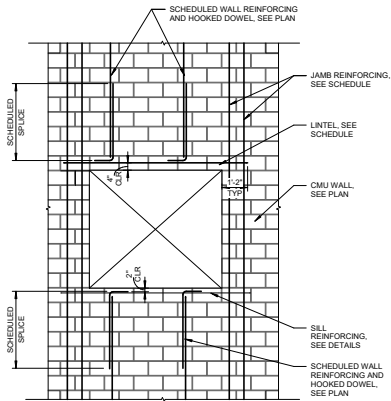 SCHEDULED WALL REINFORCING
AND HOOKED DOWEL, SEE PLAN
JAMB REINFORCING,
SEE SCHEDULE
LINTEL, SEE
SCHEDULE
CMU WALL,
SEE PLAN
SCHEDULED
SPLICE
4"
CLR
1'-2"
TYP
2"
CLR
SCHEDULED
SPLICE
SILL
REINFORCING,
SEE DETAILS
SCHEDULED WALL
REINFORCING AND
HOOKED DOWEL,
SEE PLAN